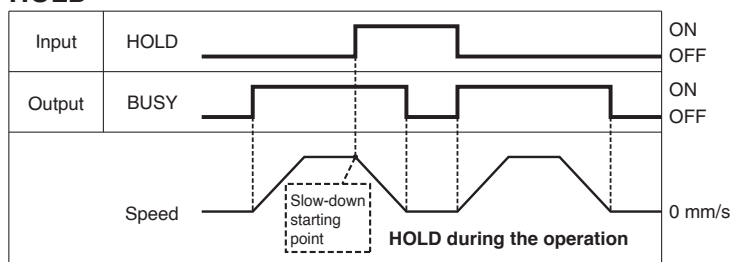 HOLD
Input HOLD ON
OFF
Output BUSY ON
OFF
Speed 0 mm/s
Slow-down
starting
point
HOLD during the operation